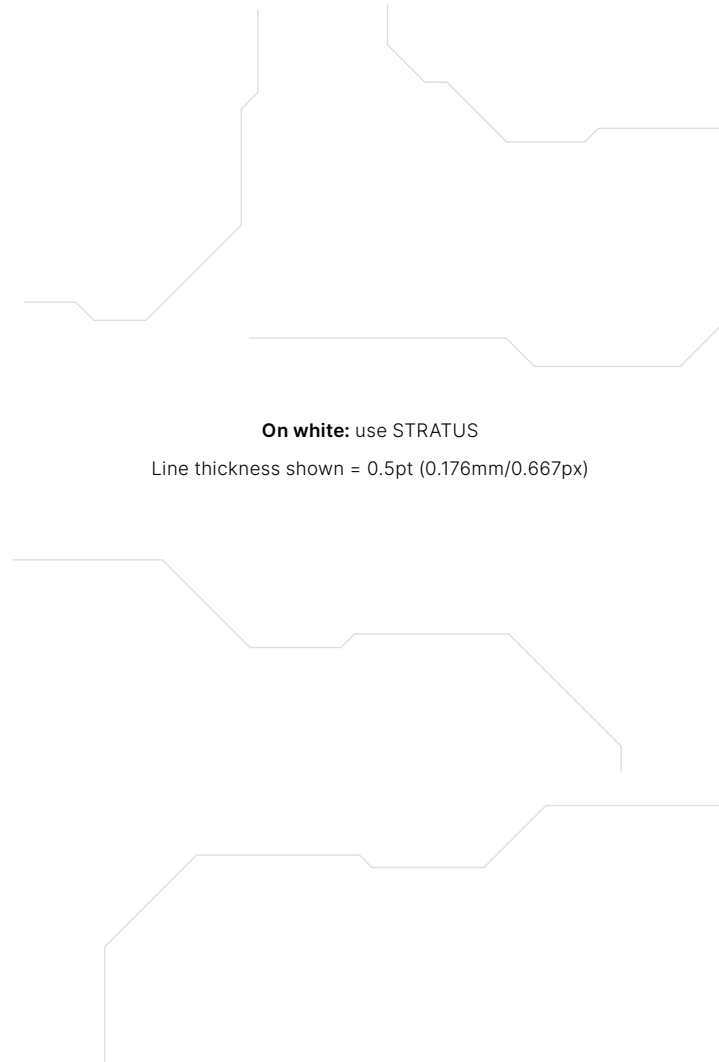 On white: use STRATUS
Line thickness shown = 0.5pt (0.176mm/0.667px)